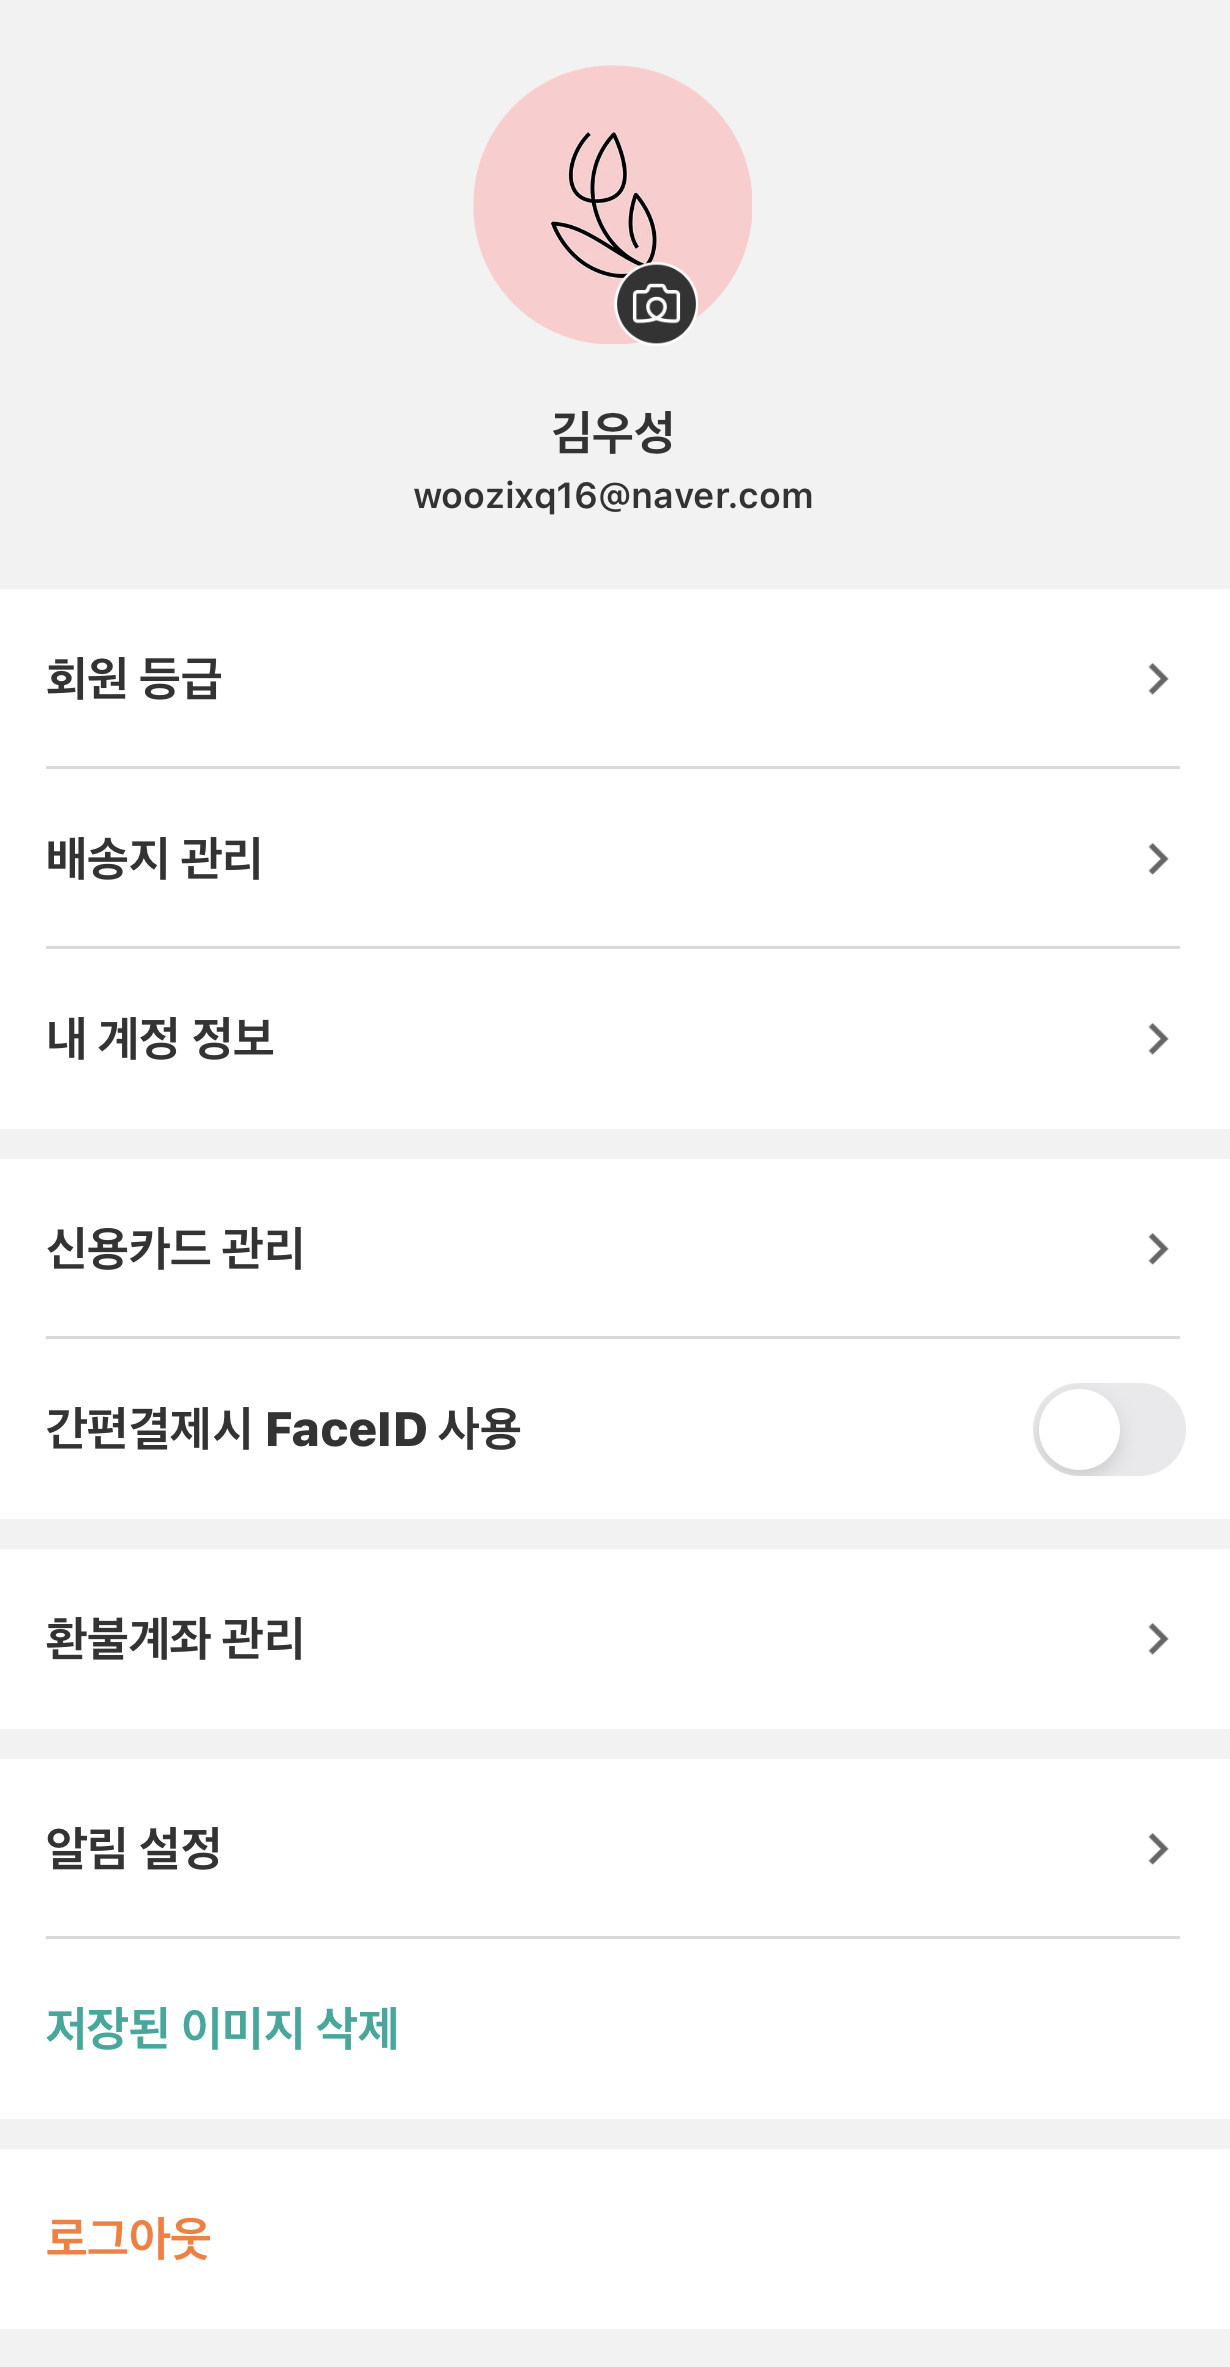 김우성
woozixq16@naver.com
회원 등급
배송지 관리
내 계정 정보
신용카드 관리
간편결제시 FaceID 사용
환불계좌 관리
알림 설정
저장된 이미지 삭제
로그아웃